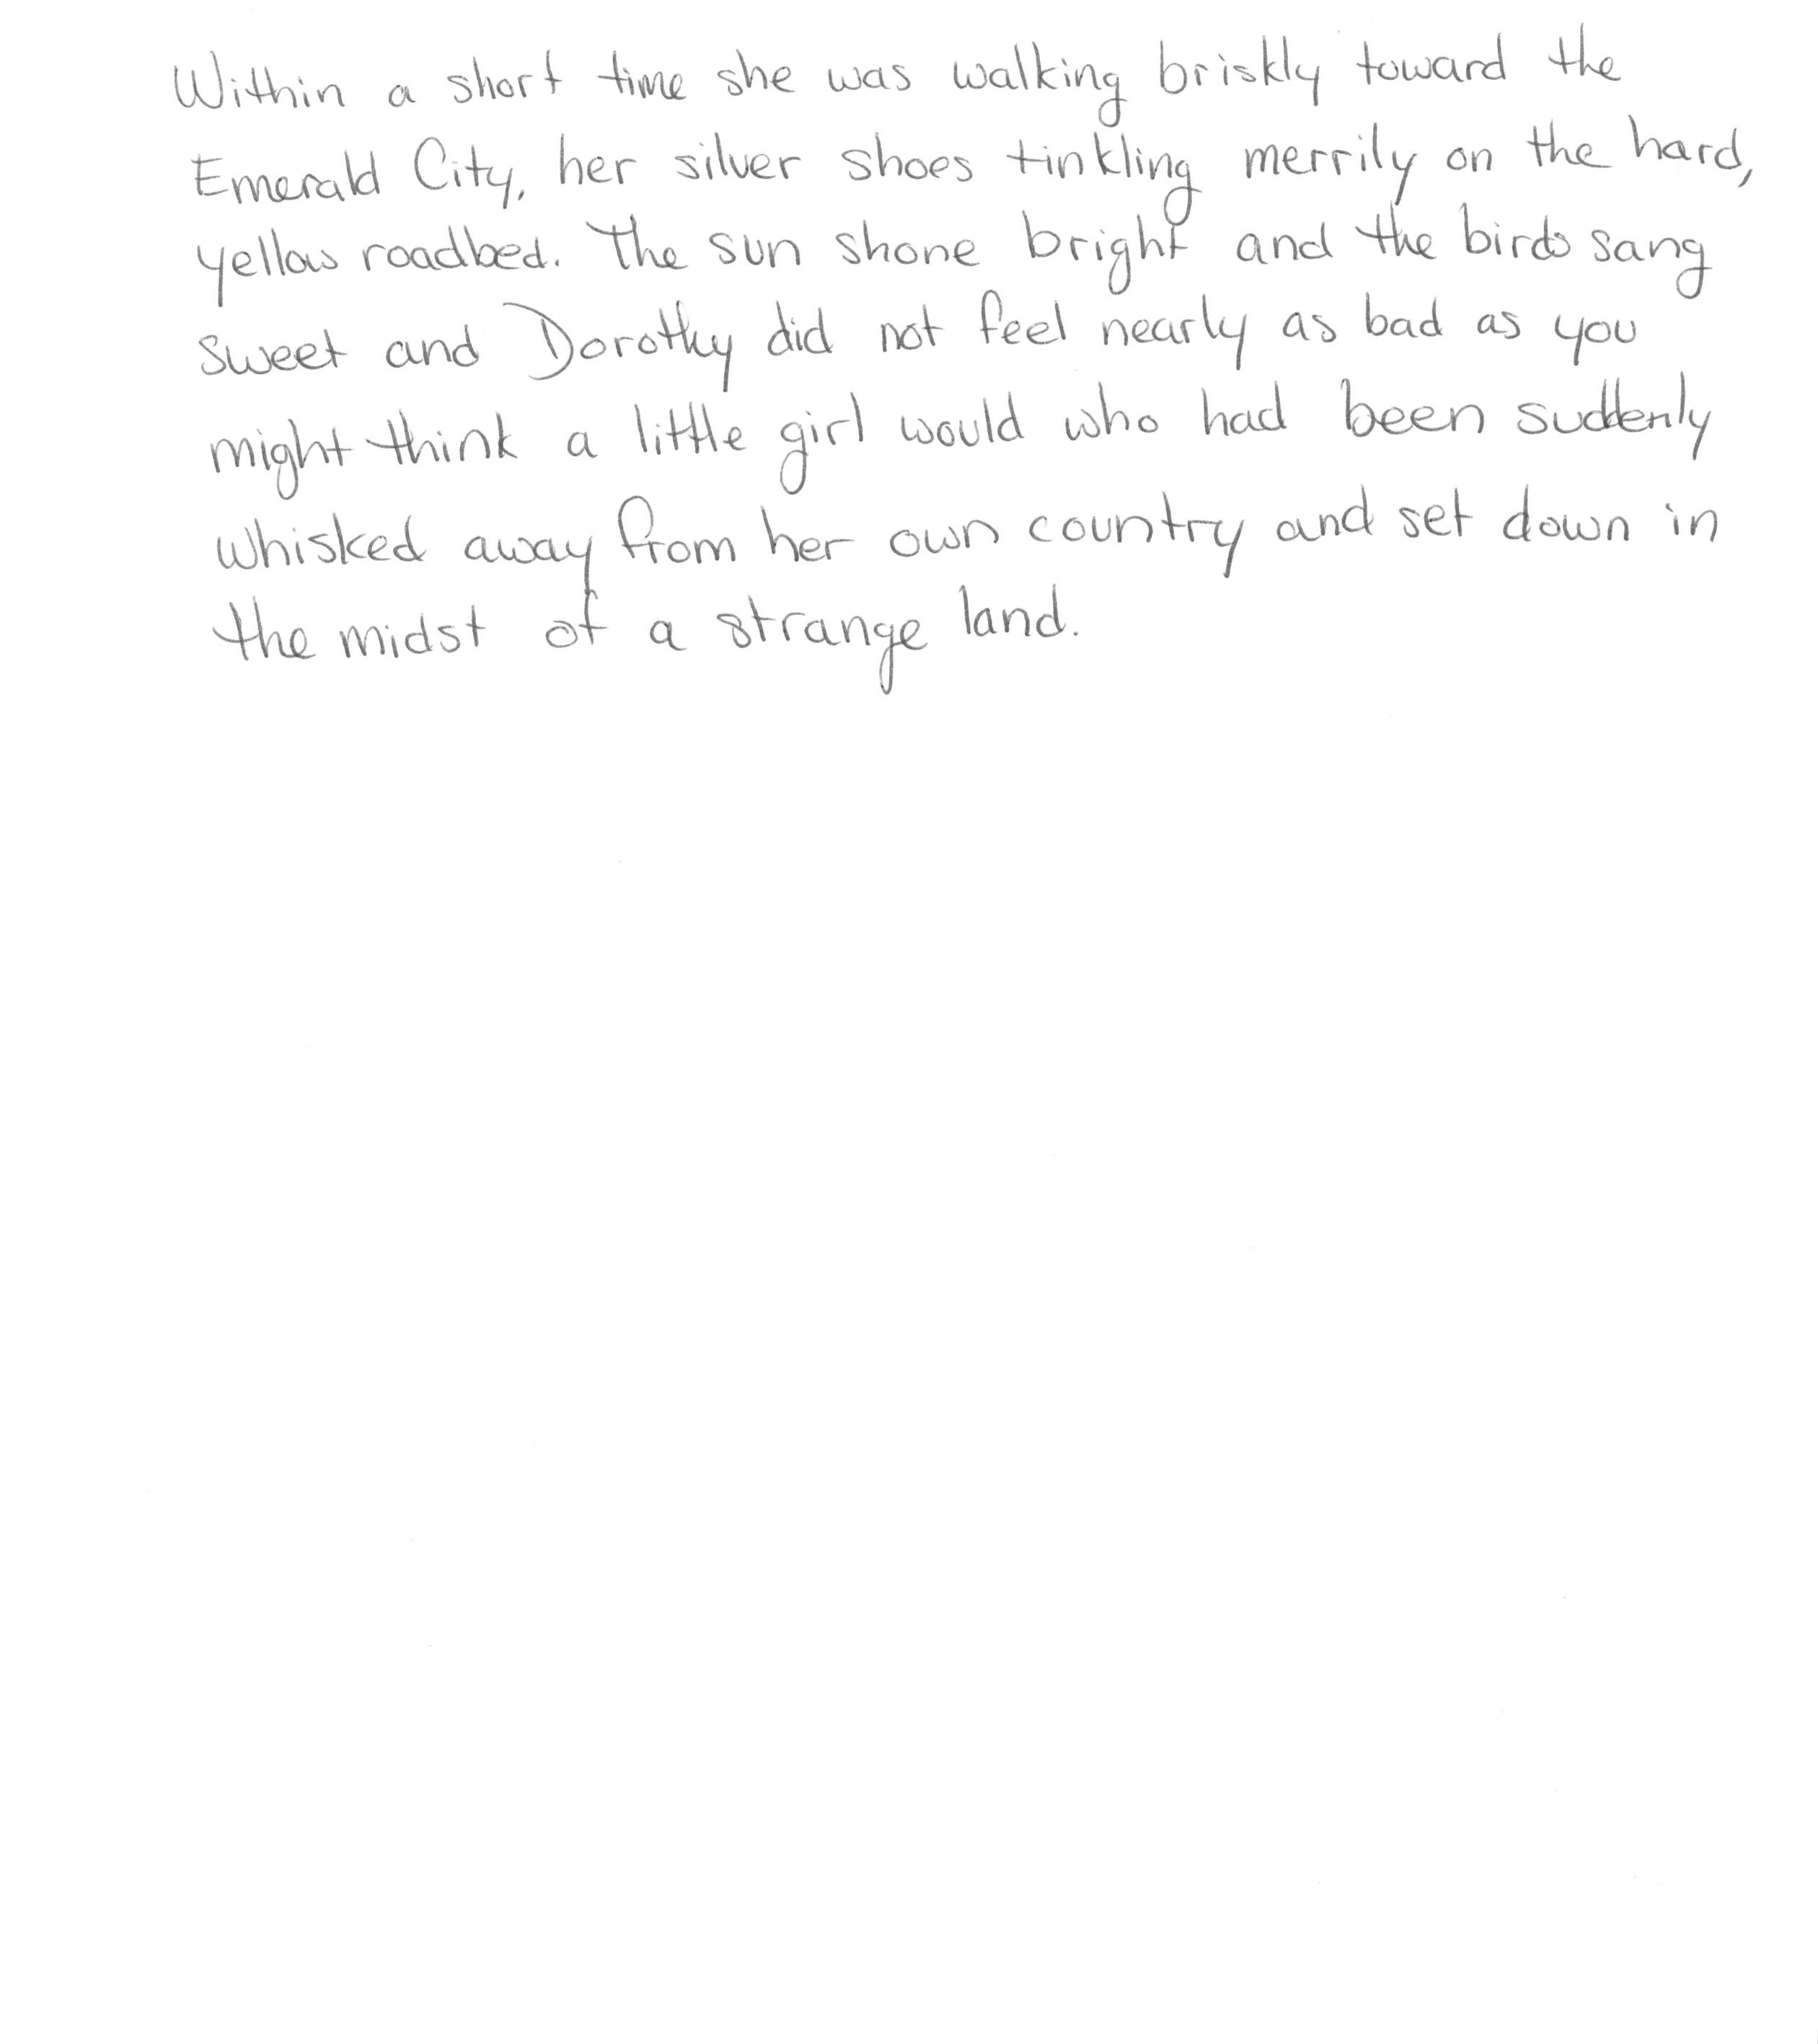 Within a short time she was walking briskly toward the
Emerald City, her silver shoes tinkling merrily on the hard,
yellow roadbed. The sun shone bright and the birds sang
sweet and Dorothy did not feel nearly as bad as you
might think a little girl would who had been suddenly
whisked away from her own country and set down in
the midst of a strange land.